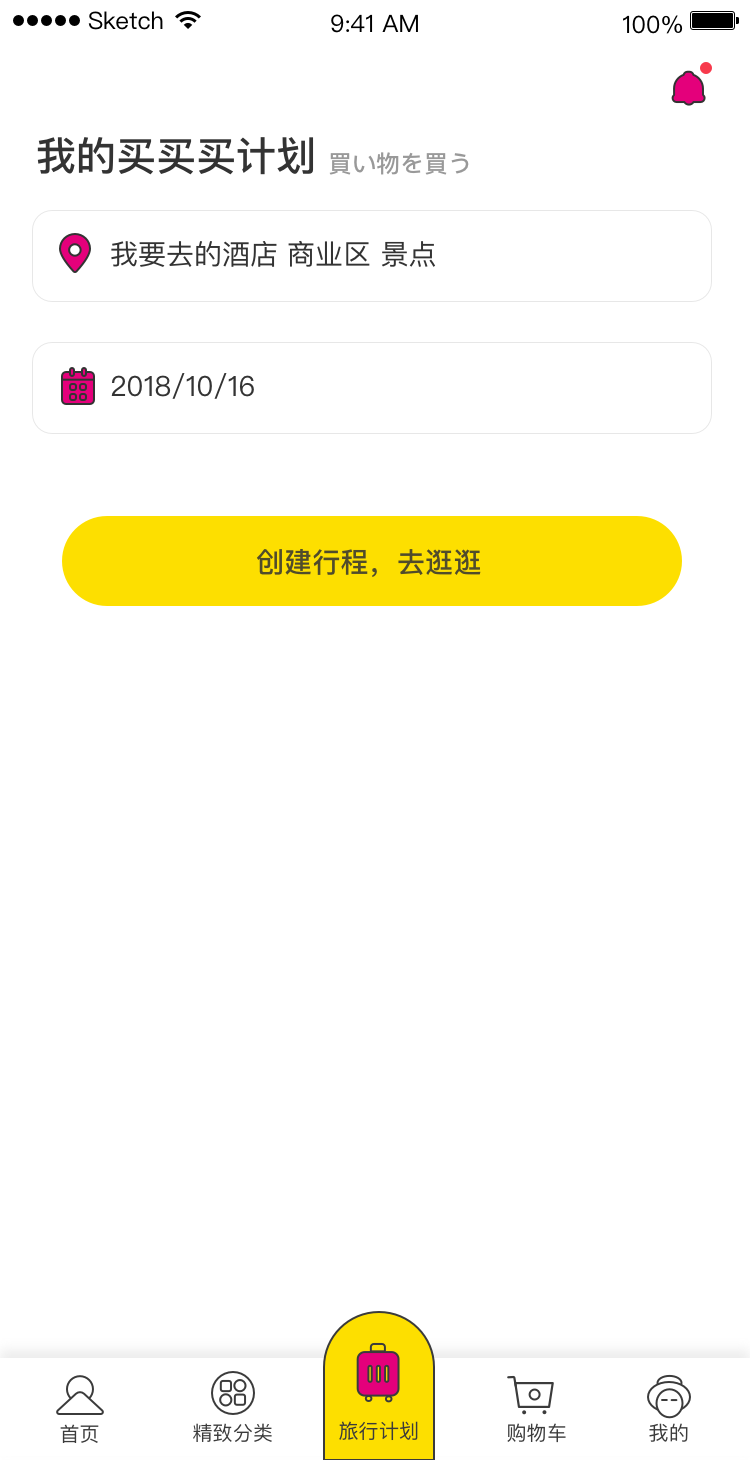 ●●●●● Sketch 9:41 AM 100%
我的买买买计划 買い物を買う
我要去的酒店 商业区 景点
2018/10/16
创建行程，去逛逛
首页 精致分类 旅行计划 购物车 我的